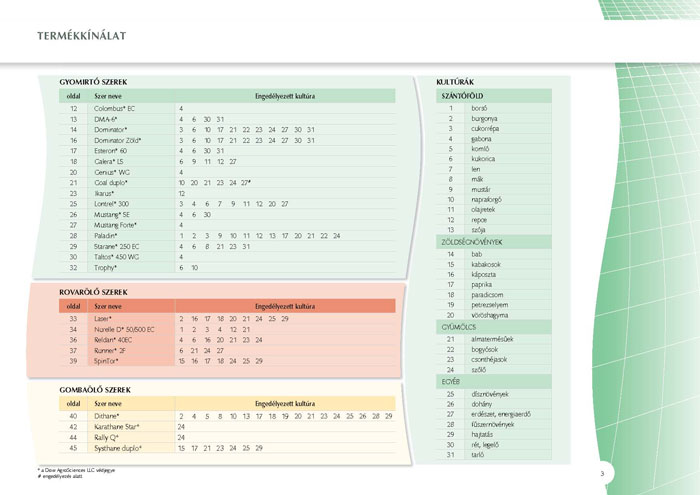 TERMÉKKÍNÁLAT
GYOMIRTÓ SZEREK
oldal Szer neve Engedélyezett kultúra
12 Colombus* EC 4
13 DMA-6* 4 6 30 31
14 Dominator* 3 6 10 17 21 22 23 24 27 30 31
16 Dominator Zöld* 3 6 10 17 21 22 23 24 27 30 31
17 Esteron* 60 4 6 30 31
18 Galera* LS 6 9 11 12 27
20 Genius* WG 4
21 Goal duplo* 10 20 21 23 24 27#
23 Ikarus* 12
25 Lontrel* 300 3 4 6 7 9 11 12 20 27
26 Mustang* SE 4 6 30
27 Mustang Forte* 4
28 Paladin* 1 2 3 9 10 11 12 13 17 20 21 22 24
29 Starane* 250 EC 4 6 8 21 23 31
30 Taltos* 450 WG 4
32 Trophy* 6 10
ROVARÖLŐ SZEREK
oldal Szer neve Engedélyezett kultúra
33 Laser* 2 16 17 18 20 21 24 25 29
34 Nurelle D* 50/500 EC 1 2 3 4 12 21
36 Reldan* 40EC 4 6 16 20 21 23 24
37 Runner* 2F 6 21 24 27
39 SpinTor* 15 16 17 18 24 25 29
GOMBAÖLŐ SZEREK
oldal Szer neve Engedélyezett kultúra
40 Dithane* 2 4 5 8 10 13 17 18 19 20 21 23 24 25 26 28 29
42 Karathane Star* 24
44 Rally Q* 24
45 Systhane duplo* 15 17 21 23 24 25 29
* a Dow AgroSciences LLC védjegye
# engedélyezés alatt
KULTÚRÁK
SZÁNTÓFÖLD
1 borsó
2 burgonya
3 cukorrépa
4 gabona
5 komló
6 kukorica
7 len
8 mák
9 mustár
10 napraforgó
11 olajretek
12 repce
13 szója
ZÖLDSÉGNÖVÉNYEK
14 bab
15 kabakosok
16 káposzta
17 paprika
18 paradicsom
19 petrezselyem
20 vöröshagyma
GYÜMÖLCS
21 almatermésűek
22 bogyósok
23 csonthéjasok
24 szőlő
EGYÉB
25 dísznövények
26 dohány
27 erdészet, energiaerdő
28 fűszernövények
29 hajtatás
30 rét, legelő
31 tarló
3